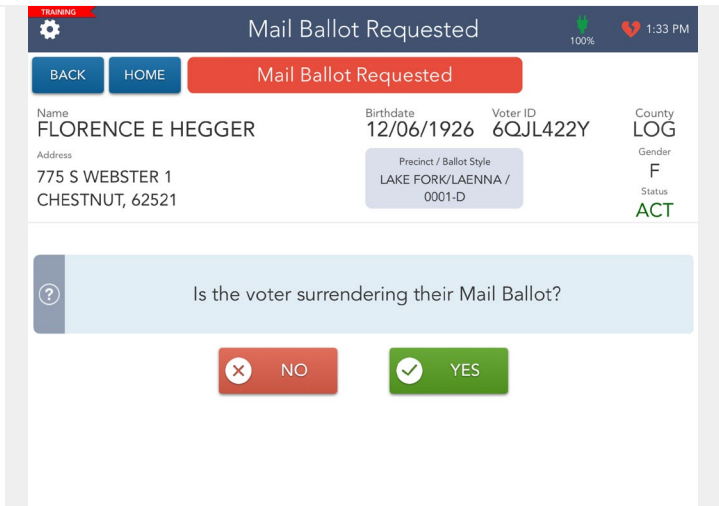 TRAINING
Mail Ballot Requested
100%
1:33 PM
BACK
HOME
Mail Ballot Requested
Name
FLORENCE E HEGGER
Birthdate
12/06/1926
Voter ID
6QJL422Y
County
LOG
Address
775 S WEBSTER 1
CHESTNUT, 62521
Precinct / Ballot Style
LAKE FORK/LAENNA /
0001-D
Gender
F
Status
ACT
?
Is the voter surrendering their Mail Ballot?
NO
YES